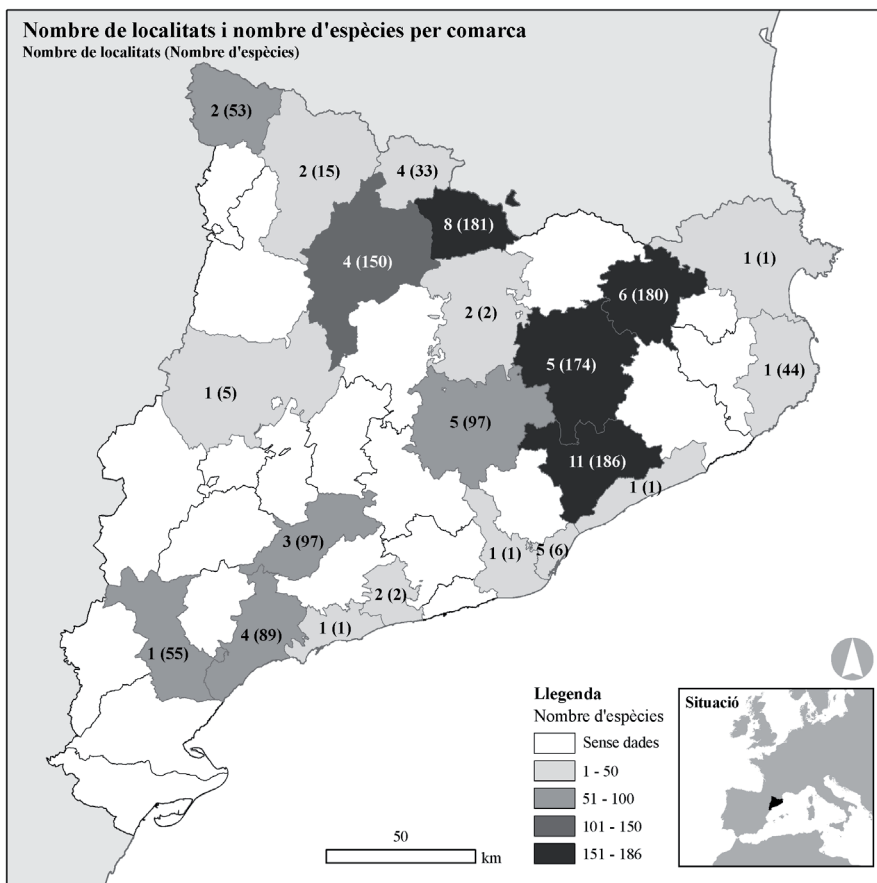 Nombre de localitats i nombre d'espècies per comarca
Nombre de localitats (Nombre d'espècies)
2 (53)
2 (15)
4 (33)
8 (181)
4 (150)
1 (1)
6 (180)
2 (2)
5 (174)
1 (44)
1 (5)
5 (97)
11 (186)
1 (1)
3 (97)
1 (1)
5 (6)
2 (2)
1 (1)
4 (89)
1 (55)
Llegenda
Nombre d'espècies
Sense dades
1 - 50
51 - 100
101 - 150
151 - 186
Situació
50
km